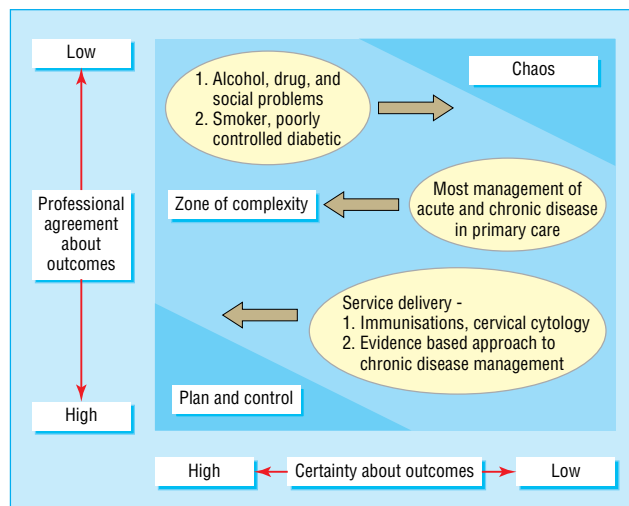 Low
Chaos
1. Alcohol, drug, and
social problems
2. Smoker, poorly
controlled diabetic
Professional
agreement
about
outcomes
Zone of complexity
Most management of
acute and chronic disease
in primary care
Service delivery -
1. Immunisations, cervical cytology
2. Evidence based approach to
chronic disease management
Plan and control
High
High
Certainty about outcomes
Low